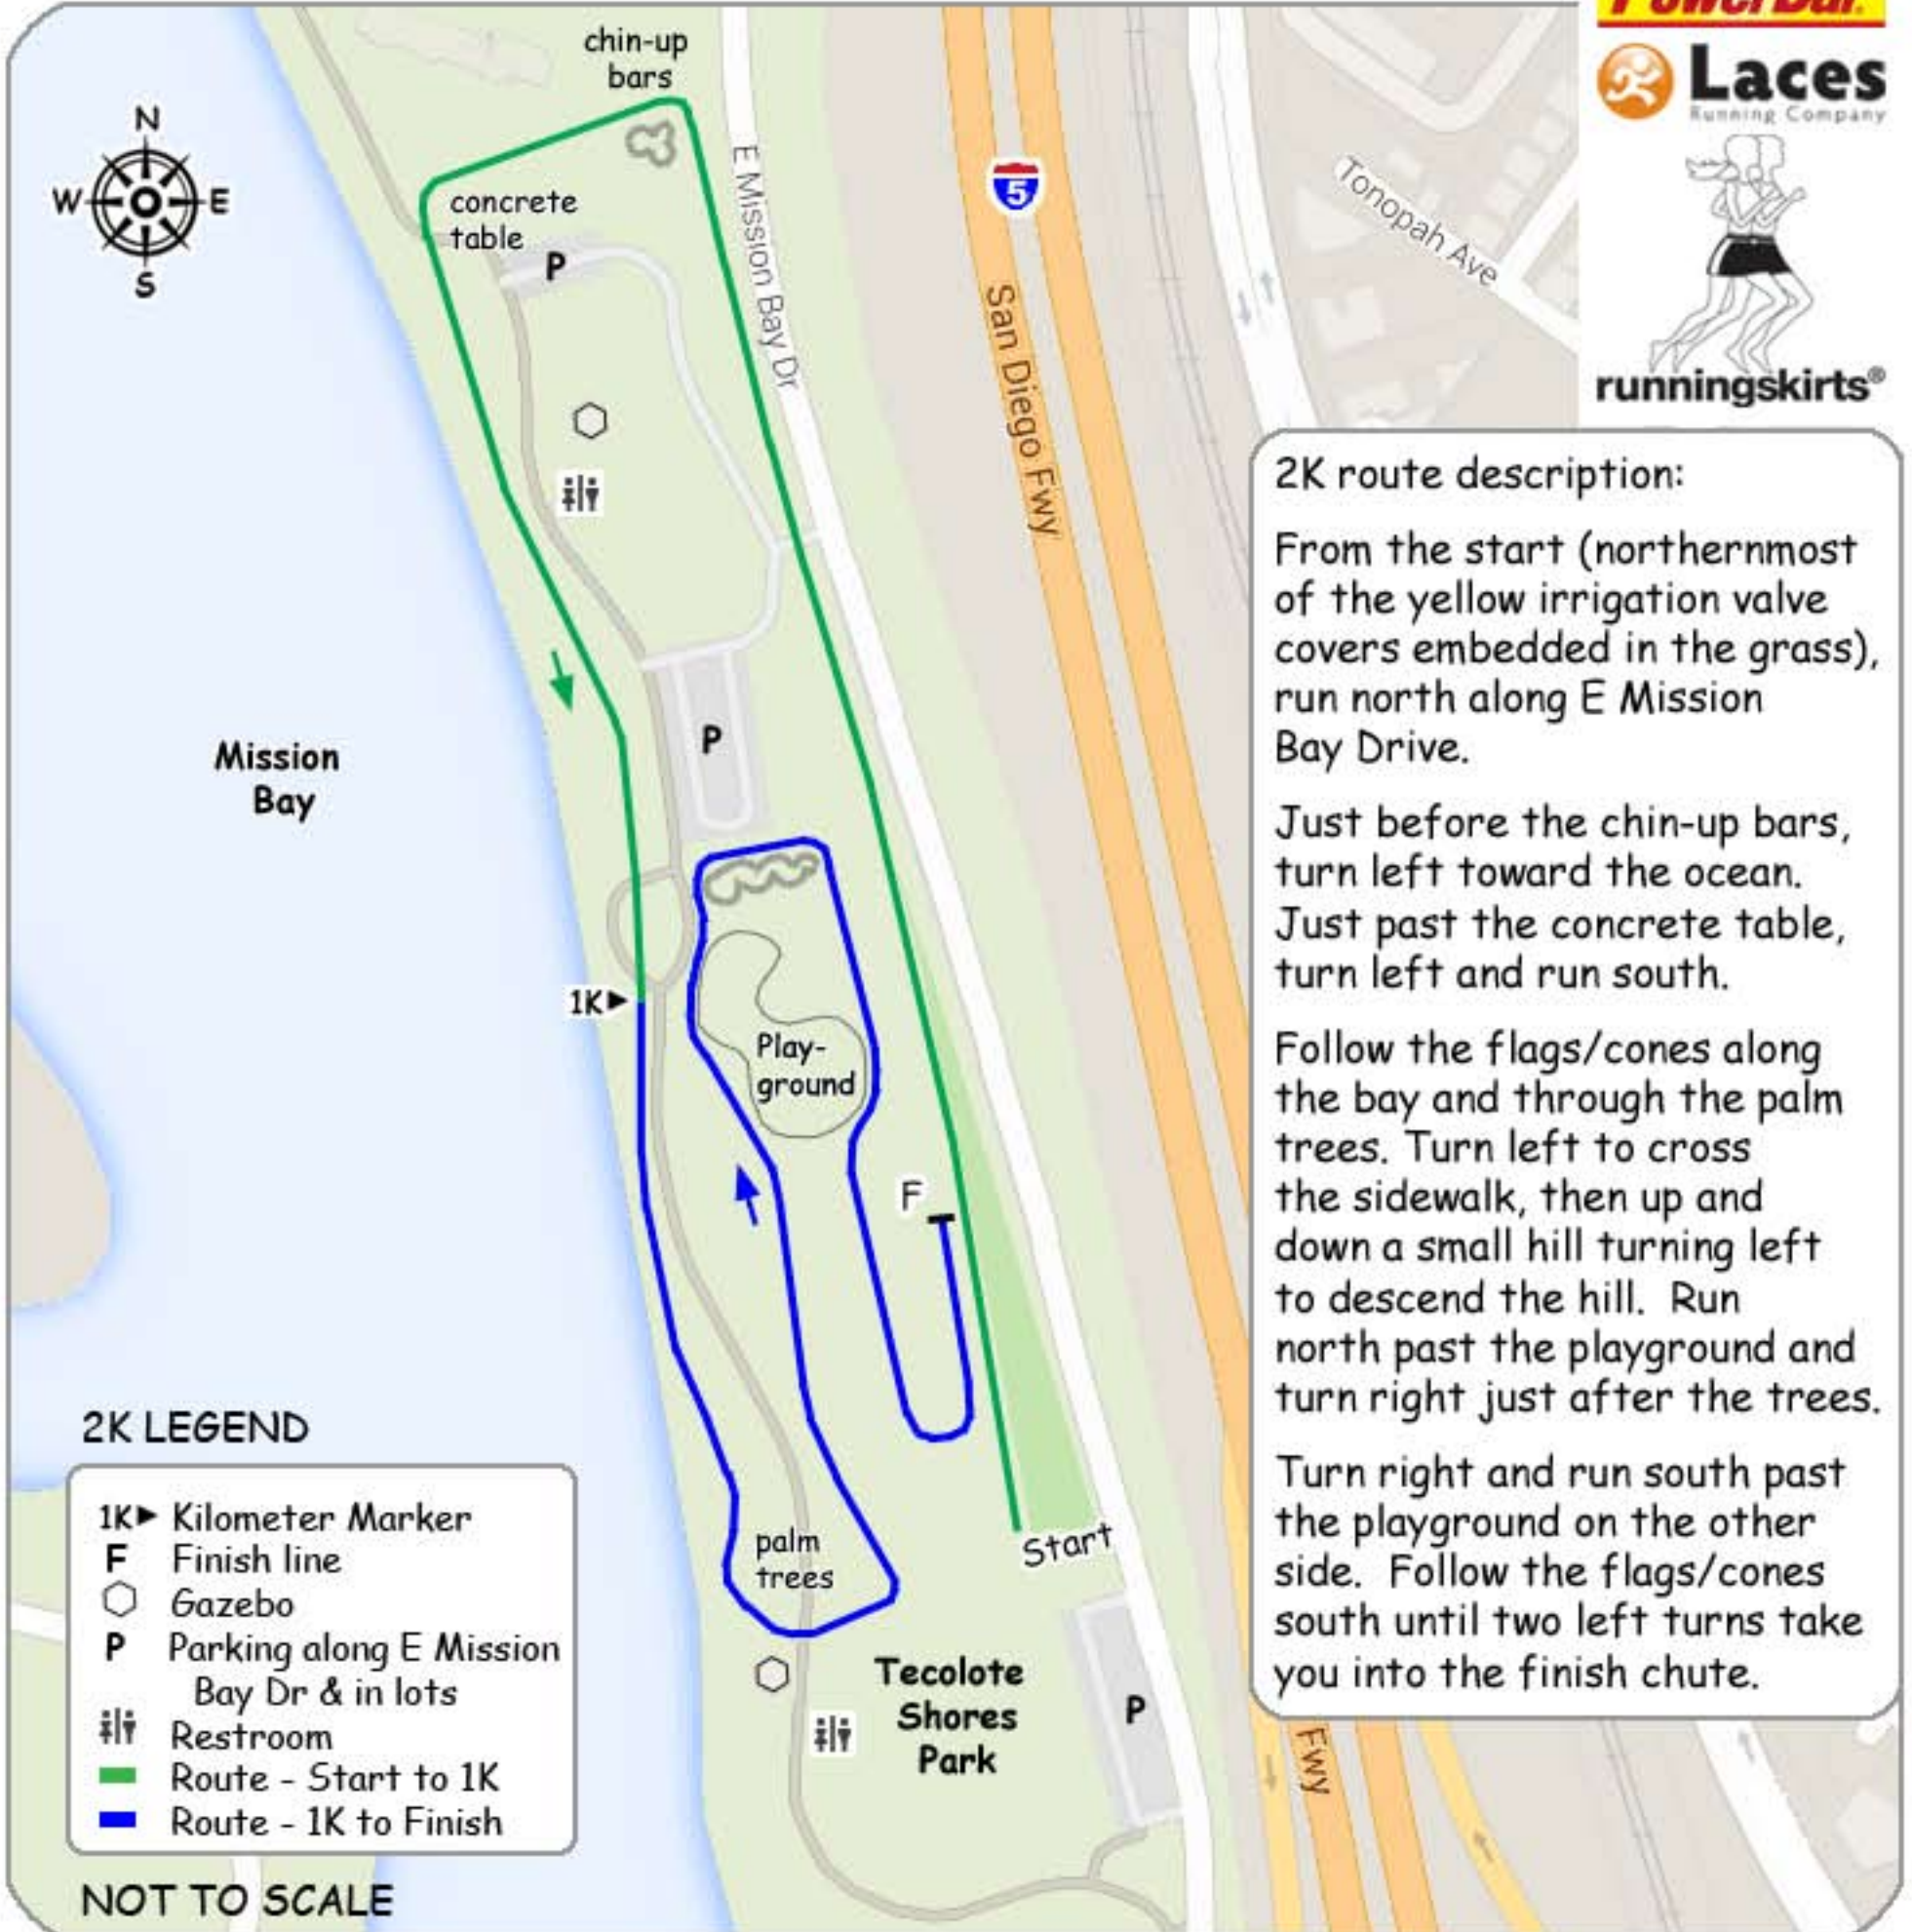 PowerBar
Laces
Running Company
runningskirts®
chin-up
bars
N
W
E
S
concrete
table
P
E Mission Bay Dr
5
San Diego Fwy
Tonopah Ave
P
Mission
Bay
1K
Play-
ground
F
palm
trees
Start
Tecolote
Shores
Park
P
Fwy
2K route description:
From the start (northernmost
of the yellow irrigation valve
covers embedded in the grass),
run north along E Mission
Bay Drive.
Just before the chin-up bars,
turn left toward the ocean.
Just past the concrete table,
turn left and run south.
Follow the flags/cones along
the bay and through the palm
trees. Turn left to cross
the sidewalk, then up and
down a small hill turning left
to descend the hill. Run
north past the playground and
turn right just after the trees.
Turn right and run south past
the playground on the other
side. Follow the flags/cones
south until two left turns take
you into the finish chute.
2K LEGEND
1K Kilometer Marker
F Finish line
Gazebo
P Parking along E Mission
Bay Dr & in lots
Restroom
Route - Start to 1K
Route - 1K to Finish
NOT TO SCALE